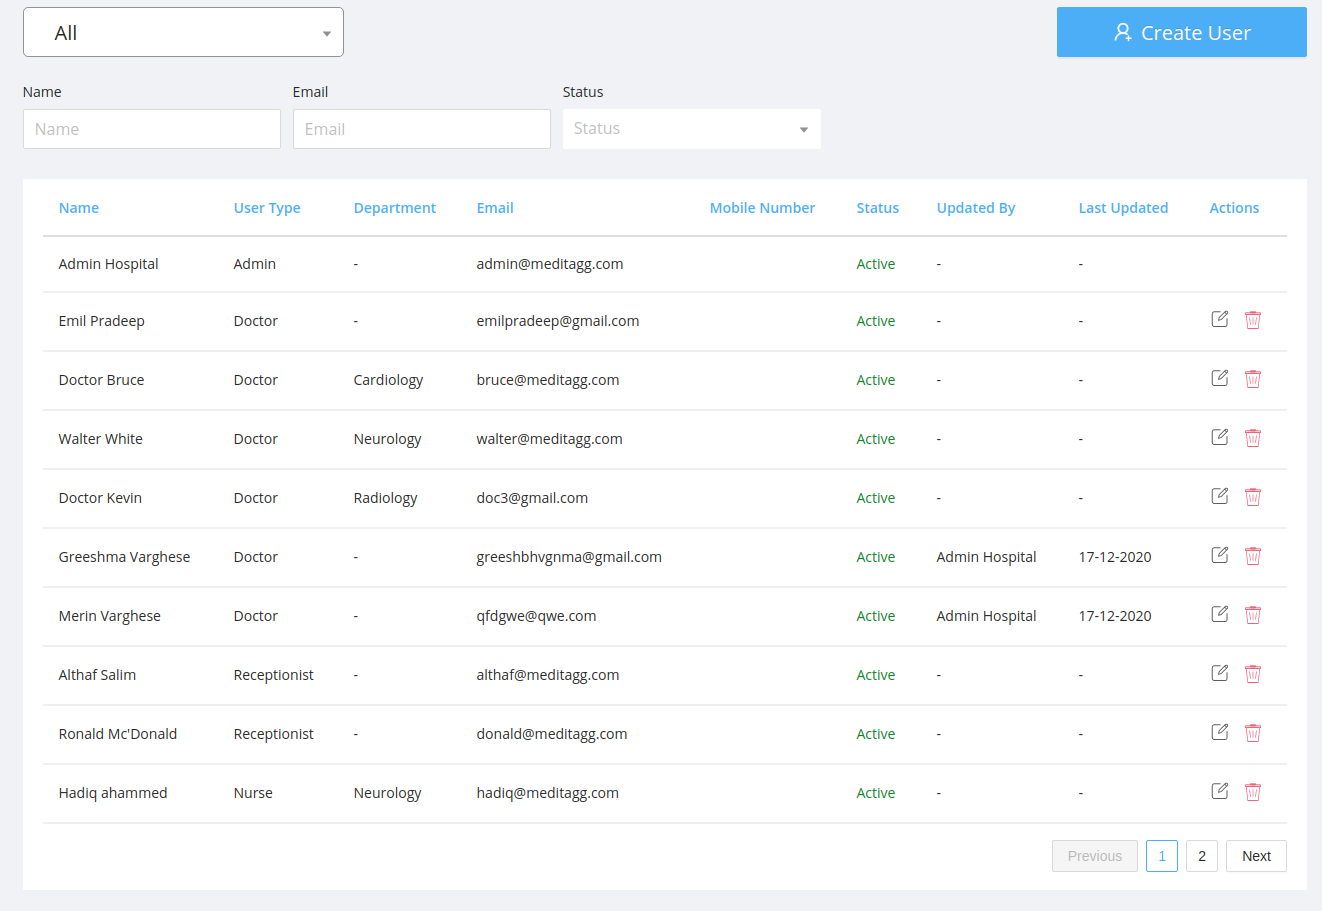 All
Create User
Name Email Status
Name Email Status
Name User Type Department Email Mobile Number Status Updated By Last Updated Actions
Admin Hospital Admin - admin@meditagg.com Active - -
Emil Pradeep Doctor - emilpradeep@gmail.com Active - -
Doctor Bruce Doctor Cardiology bruce@meditagg.com Active - -
Walter White Doctor Neurology walter@meditagg.com Active - -
Doctor Kevin Doctor Radiology doc3@gmail.com Active - -
Greeshma Varghese Doctor - greeshbhvgnma@gmail.com Active Admin Hospital 17-12-2020
Merin Varghese Doctor - qfdgwe@qwe.com Active Admin Hospital 17-12-2020
Althaf Salim Receptionist - althaf@meditagg.com Active - -
Ronald Mc'Donald Receptionist - donald@meditagg.com Active - -
Hadiq ahammed Nurse Neurology hadiq@meditagg.com Active - -
Previous 1 2 Next